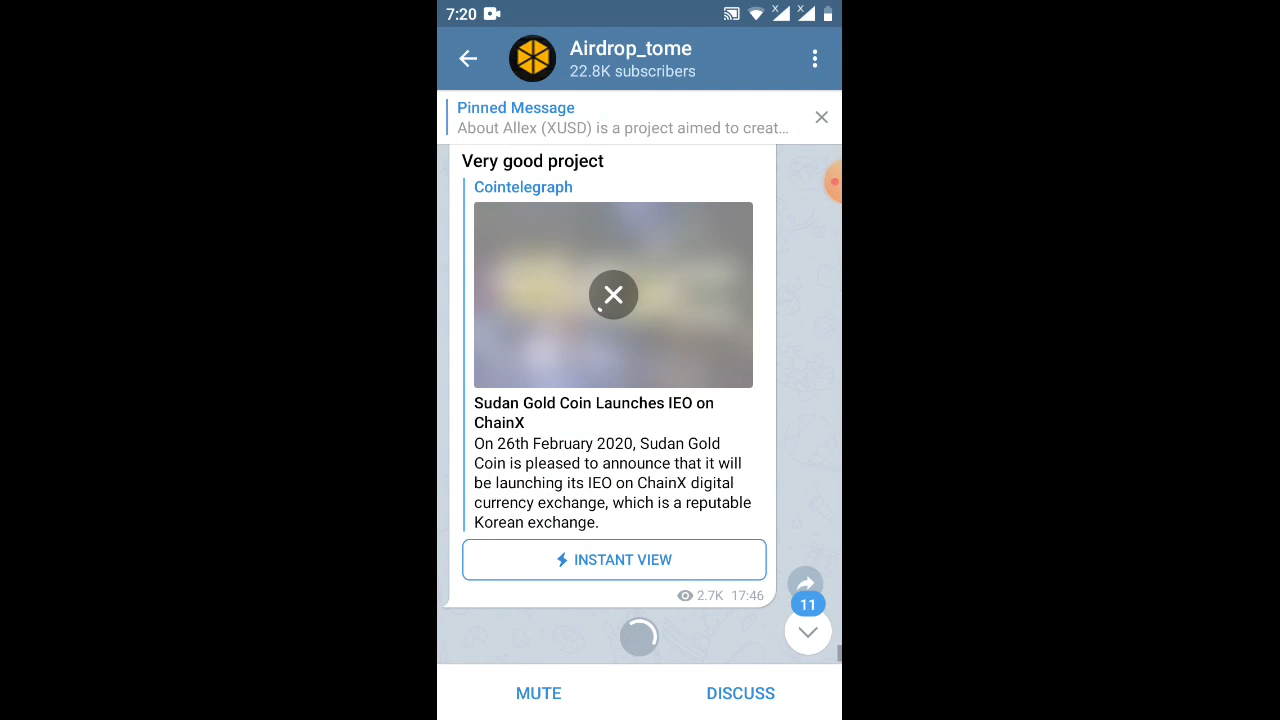 7:20
Airdrop_tome
22.8K subscribers
Pinned Message
About Allex (XUSD) is a project aimed to creat...
Very good project
Cointelegraph
Sudan Gold Coin Launches IEO on
ChainX
On 26th February 2020, Sudan Gold
Coin is pleased to announce that it will
be launching its IEO on ChainX digital
currency exchange, which is a reputable
Korean exchange.
INSTANT VIEW
2.7K 17:46
11
MUTE
DISCUSS